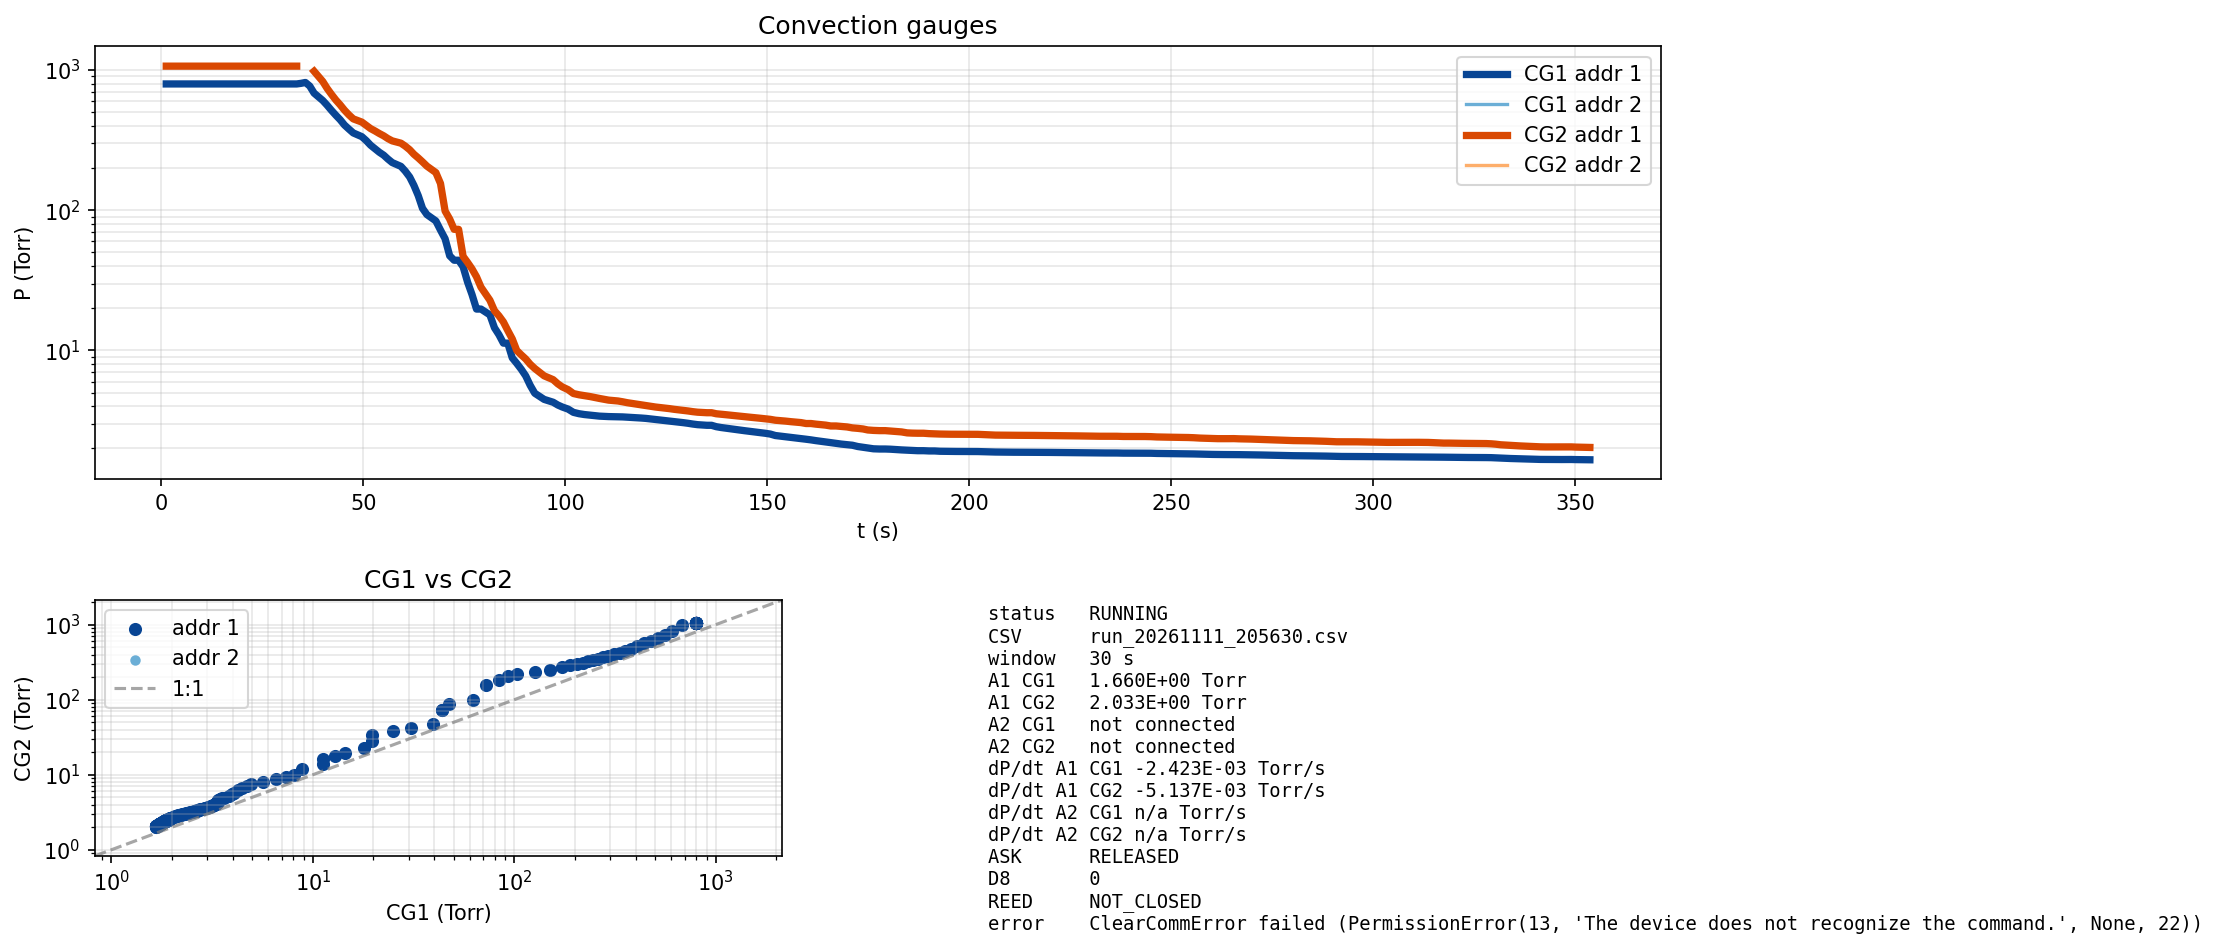 Convection gauges
10³
10²
10¹
P (Torr)
CG1 addr 1
CG1 addr 2
CG2 addr 1
CG2 addr 2
0 50 100 150 200 250 300 350
t (s)
CG1 vs CG2
10³
10²
10¹
10⁰
CG2 (Torr)
addr 1
addr 2
1:1
10⁰ 10¹ 10² 10³
CG1 (Torr)
status RUNNING
CSV run_20261111_205630.csv
window 30 s
A1 CG1 1.660E+00 Torr
A1 CG2 2.033E+00 Torr
A2 CG1 not connected
A2 CG2 not connected
dP/dt A1 CG1 -2.423E-03 Torr/s
dP/dt A1 CG2 -5.137E-03 Torr/s
dP/dt A2 CG1 n/a Torr/s
dP/dt A2 CG2 n/a Torr/s
ASK RELEASED
D8 0
REED NOT_CLOSED
error ClearCommError failed (PermissionError(13, 'The device does not recognize the command.', None, 22))